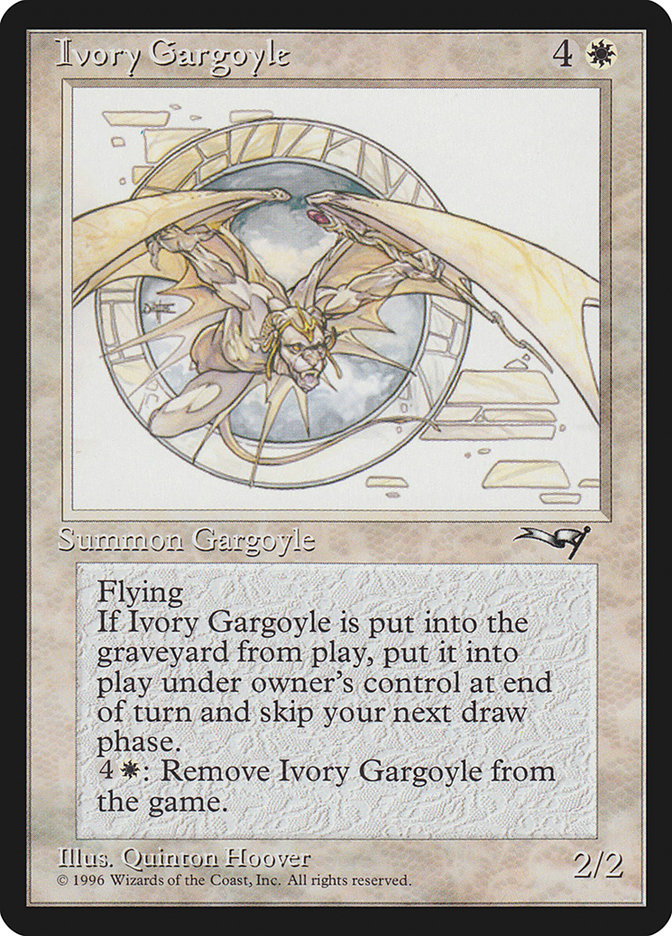 Ivory Gargoyle 4
Summon Gargoyle
Flying
If Ivory Gargoyle is put into the
graveyard from play, put it into
play under owner's control at end
of turn and skip your next draw
phase.
4 : Remove Ivory Gargoyle from
the game.
Illus. Quinton Hoover
2/2
© 1996 Wizards of the Coast, Inc. All rights reserved.